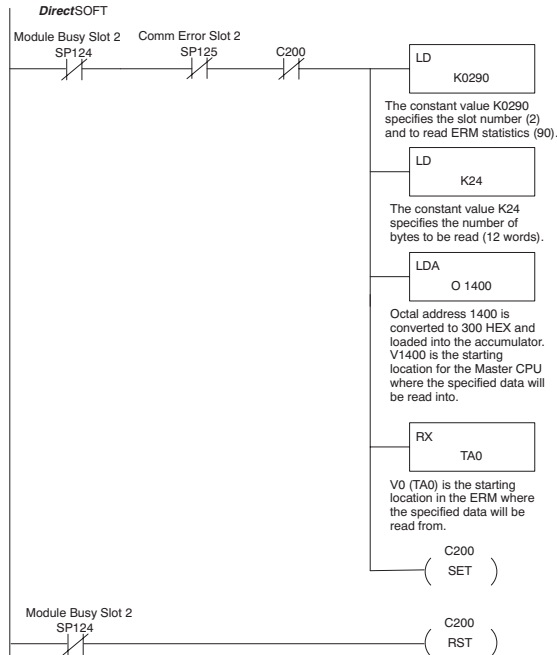 DirectSOFT
Module Busy Slot 2
SP124
Comm Error Slot 2
SP125
C200
LD
K0290
The constant value K0290
specifies the slot number (2)
and to read ERM statistics (90).
LD
K24
The constant value K24
specifies the number of
bytes to be read (12 words).
LDA
O 1400
Octal address 1400 is
converted to 300 HEX and
loaded into the accumulator.
V1400 is the starting
location for the Master CPU
where the specified data will
be read into.
RX
TA0
V0 (TA0) is the starting
location in the ERM where
the specified data will be
read from.
C200
SET
Module Busy Slot 2
SP124
C200
RST